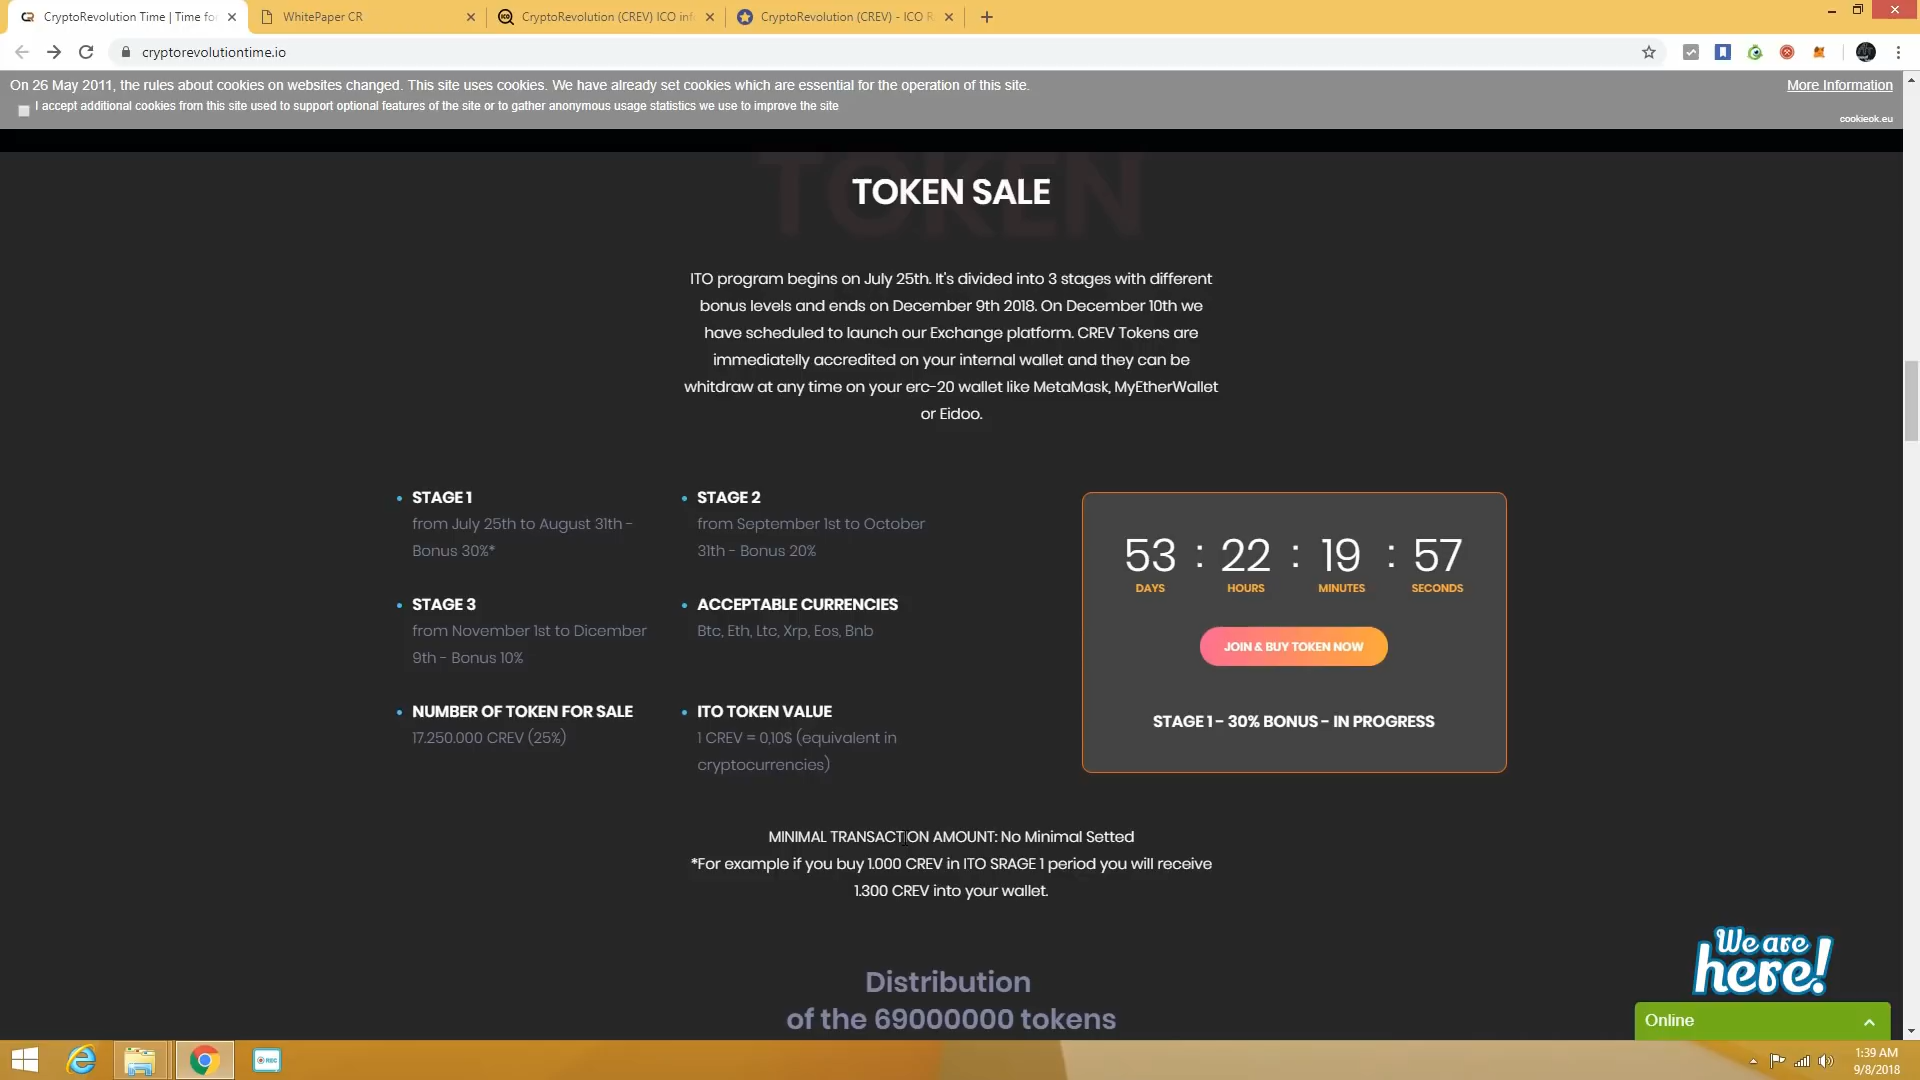 CryptoRevolution Time | Time for
WhitePaper CR
CryptoRevolution (CREV) ICO inf
CryptoRevolution (CREV) - ICO R
cryptorevolutiontime.io
On 26 May 2011, the rules about cookies on websites changed. This site uses cookies. We have already set cookies which are essential for the operation of this site.
More Information
I accept additional cookies from this site used to support optional features of the site or to gather anonymous usage statistics we use to improve the site
cookieok.eu
TOKEN
TOKEN SALE
ITO program begins on July 25th. It's divided into 3 stages with different
bonus levels and ends on December 9th 2018. On December 10th we
have scheduled to launch our Exchange platform. CREV Tokens are
immediatelly accredited on your internal wallet and they can be
whitdraw at any time on your erc-20 wallet like MetaMask, MyEtherWallet
or Eidoo.
STAGE 1
from July 25th to August 31th -
Bonus 30%*
STAGE 2
from September 1st to October
31th - Bonus 20%
STAGE 3
from November 1st to Dicember
9th - Bonus 10%
ACCEPTABLE CURRENCIES
Btc, Eth, Ltc, Xrp, Eos, Bnb
NUMBER OF TOKEN FOR SALE
17.250.000 CREV (25%)
ITO TOKEN VALUE
1 CREV = 0,10$ (equivalent in
cryptocurrencies)
53 : 22 : 19 : 57
DAYS HOURS MINUTES SECONDS
JOIN & BUY TOKEN NOW
STAGE 1 - 30% BONUS - IN PROGRESS
MINIMAL TRANSACTION AMOUNT: No Minimal Setted
*For example if you buy 1.000 CREV in ITO SRAGE 1 period you will receive
1.300 CREV into your wallet.
Distribution
of the 69000000 tokens
We are
here!
Online
REC
1:39 AM
9/8/2018